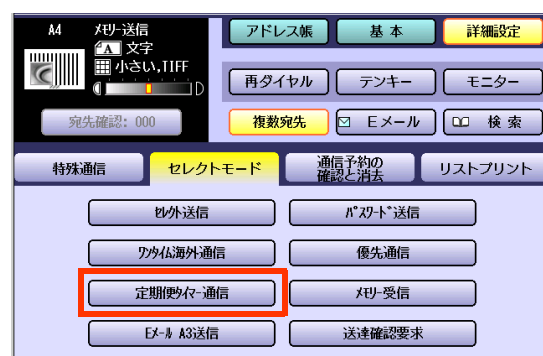 A4 ﾒﾓﾘｰ送信 アドレス帳 基 本 詳細設定
A 文字
小さい,TIFF
D 再ダイヤル テンキー モニター
宛先確認: 000 複数宛先 Eメール 検 索
特殊通信 セレクトモード 通信予約の確認と消去 リストプリント
ｾﾚｸﾄ送信 ﾊﾟｽﾜｰﾄﾞ送信
ﾜﾝﾀｲﾑ海外通信 優先通信
定期便ﾀｲﾏｰ通信 ﾒﾓﾘｰ受信
Eﾒｰﾙ A3送信 送達確認要求